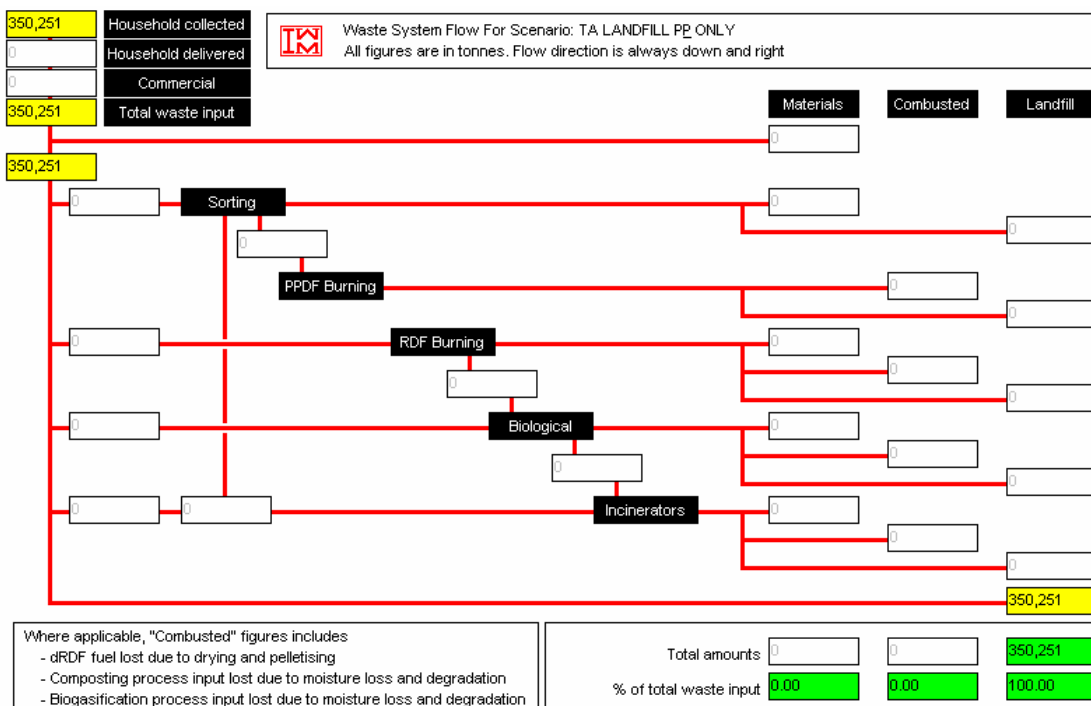 350,251 Household collected
0 Household delivered
0 Commercial
350,251 Total waste input
IWM
Waste System Flow For Scenario: TA LANDFILL PP ONLY
All figures are in tonnes. Flow direction is always down and right
Materials Combusted Landfill
0
350,251
0 Sorting 0
0
0
PPDF Burning 0
0
0 RDF Burning 0
0
0
0
0 Biological 0
0
0
0
0 0 Incinerators 0
0
0
350,251
Where applicable, "Combusted" figures includes
- dRDF fuel lost due to drying and pelletising
- Composting process input lost due to moisture loss and degradation
- Biogasification process input lost due to moisture loss and degradation
Total amounts 0 0 350,251
% of total waste input 0.00 0.00 100.00